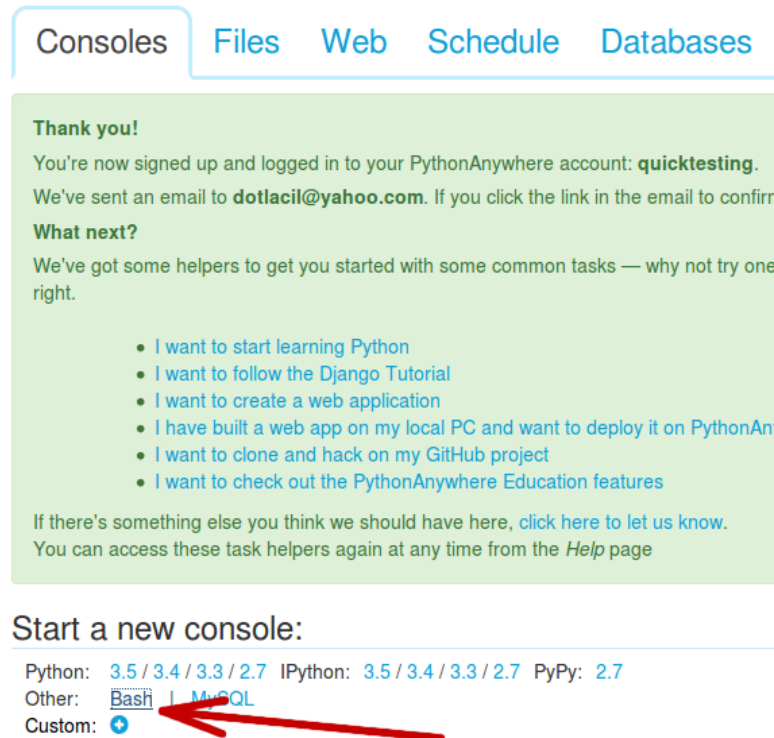 Consoles Files Web Schedule Databases
Thank you!
You're now signed up and logged in to your PythonAnywhere account: quicktesting.
We've sent an email to dotlacil@yahoo.com. If you click the link in the email to confirm
What next?
We've got some helpers to get you started with some common tasks — why not try one
right.
• I want to start learning Python
• I want to follow the Django Tutorial
• I want to create a web application
• I have built a web app on my local PC and want to deploy it on PythonAn
• I want to clone and hack on my GitHub project
• I want to check out the PythonAnywhere Education features
If there's something else you think we should have here, click here to let us know.
You can access these task helpers again at any time from the Help page
Start a new console:
Python: 3.5 / 3.4 / 3.3 / 2.7 IPython: 3.5 / 3.4 / 3.3 / 2.7 PyPy: 2.7
Other: Bash | MySQL
Custom: